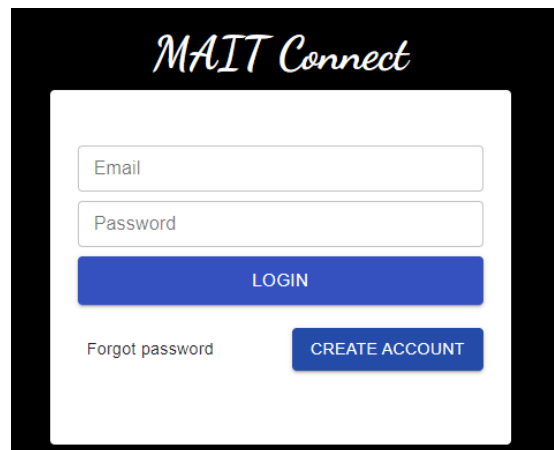 MAIT Connect
Email
Password
LOGIN
Forgot password
CREATE ACCOUNT